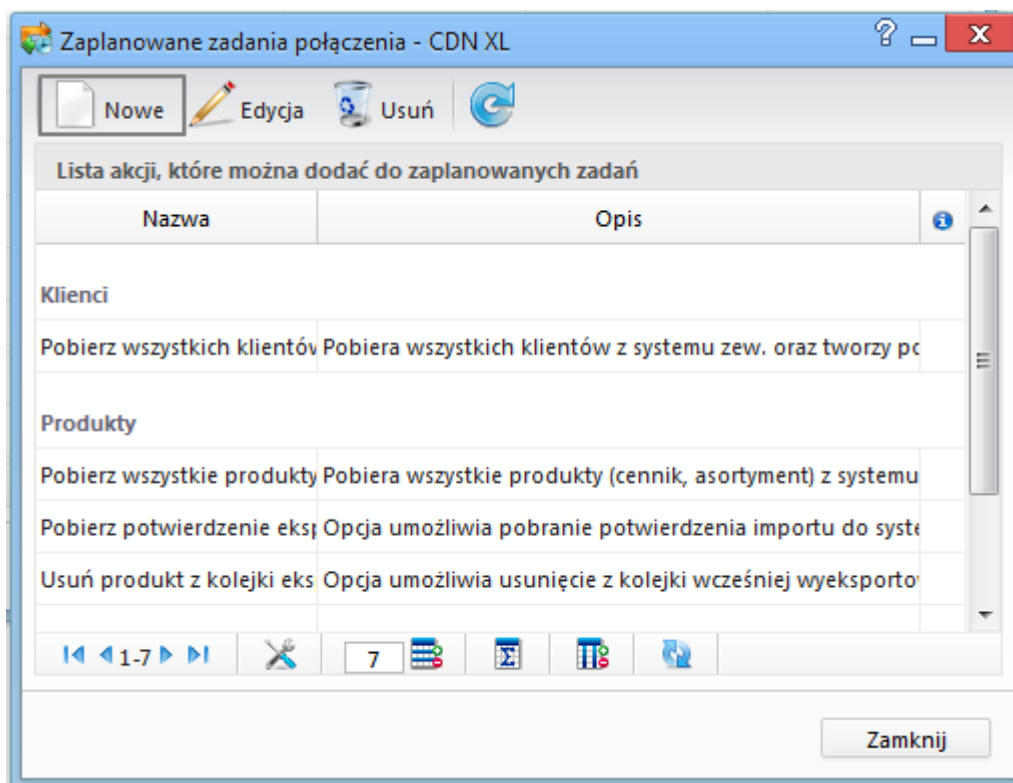 Zaplanowane zadania połączenia - CDN XL
Nowe Edycja Usuń
Lista akcji, które można dodać do zaplanowanych zadań
Nazwa Opis
Klienci
Pobierz wszystkich klientów Pobiera wszystkich klientów z systemu zew. oraz tworzy po
Produkty
Pobierz wszystkie produkty Pobiera wszystkie produkty (cennik, asortyment) z systemu
Pobierz potwierdzenie eksp Opcja umożliwia pobranie potwierdzenia importu do syste
Usuń produkt z kolejki eks Opcja umożliwia usunięcie z kolejki wcześniej wyeksportow
1-7 7
Zamknij